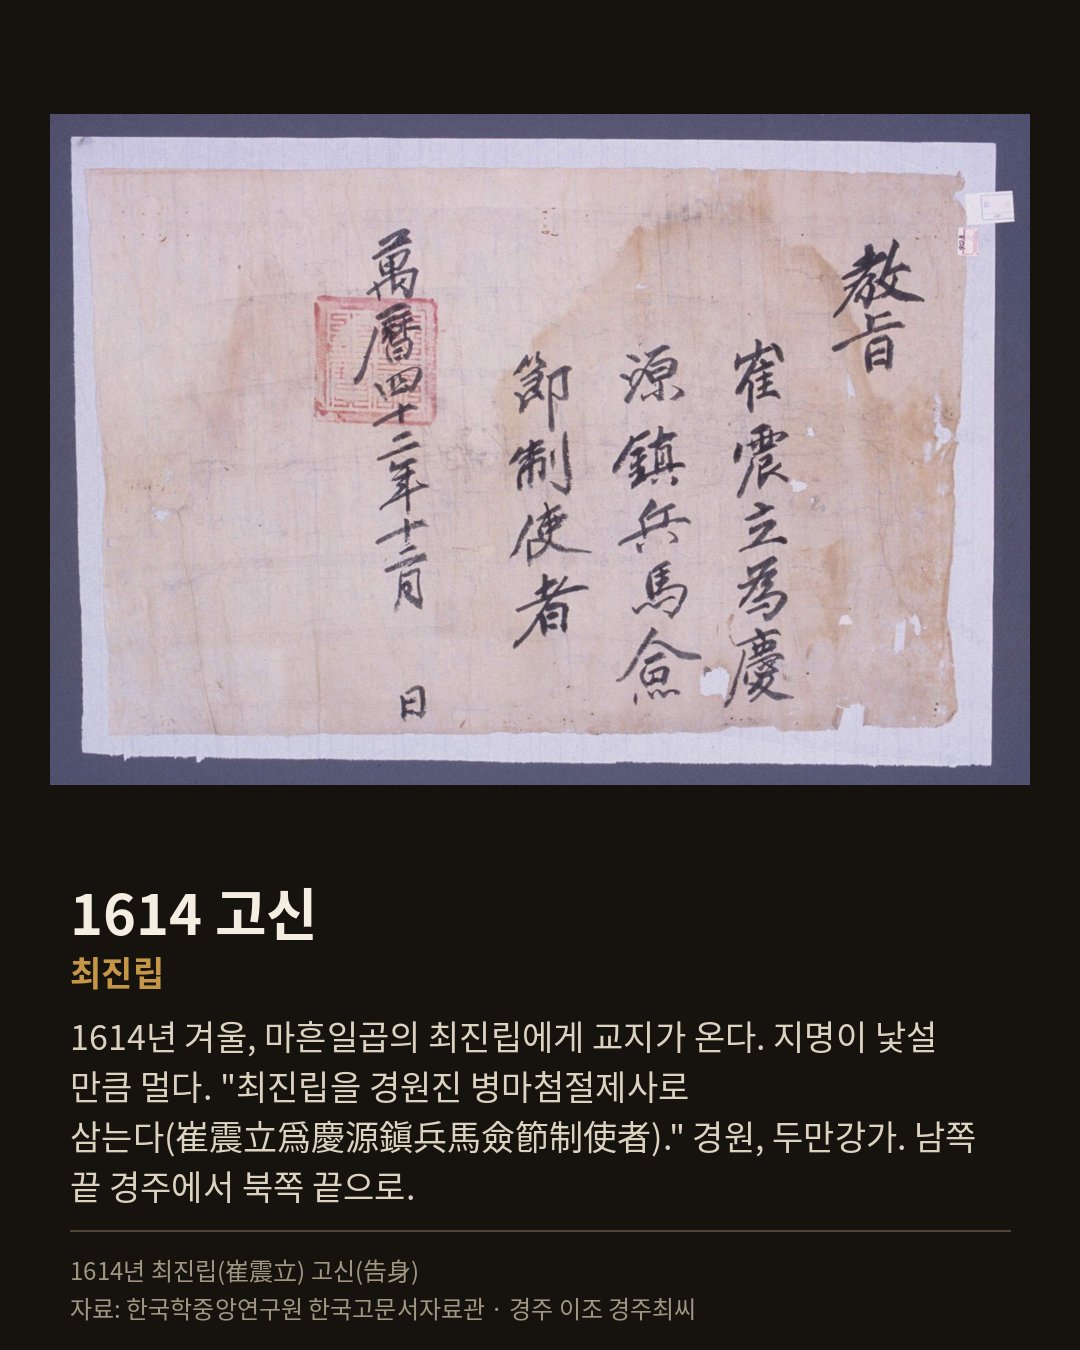 敎旨
崔震立爲慶
源鎭兵馬僉
節制使者
萬曆四十二年十二月 日
1614 고신
최진립
1614년 겨울, 마흔일곱의 최진립에게 교지가 온다. 지명이 낯설
만큼 멀다. "최진립을 경원진 병마첨절제사로
삼는다(崔震立爲慶源鎭兵馬僉節制使者)." 경원, 두만강가. 남쪽
끝 경주에서 북쪽 끝으로.
1614년 최진립(崔震立) 고신(告身)
자료: 한국학중앙연구원 한국고문서자료관 · 경주 이조 경주최씨